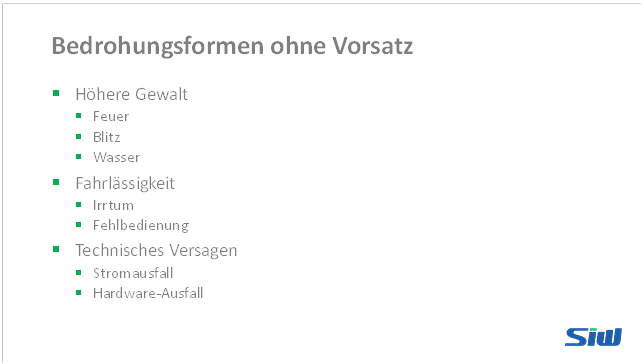 Bedrohungsformen ohne Vorsatz
Höhere Gewalt
Feuer
Blitz
Wasser
Fahrlässigkeit
Irrtum
Fehlbedienung
Technisches Versagen
Stromausfall
Hardware-Ausfall
SiW